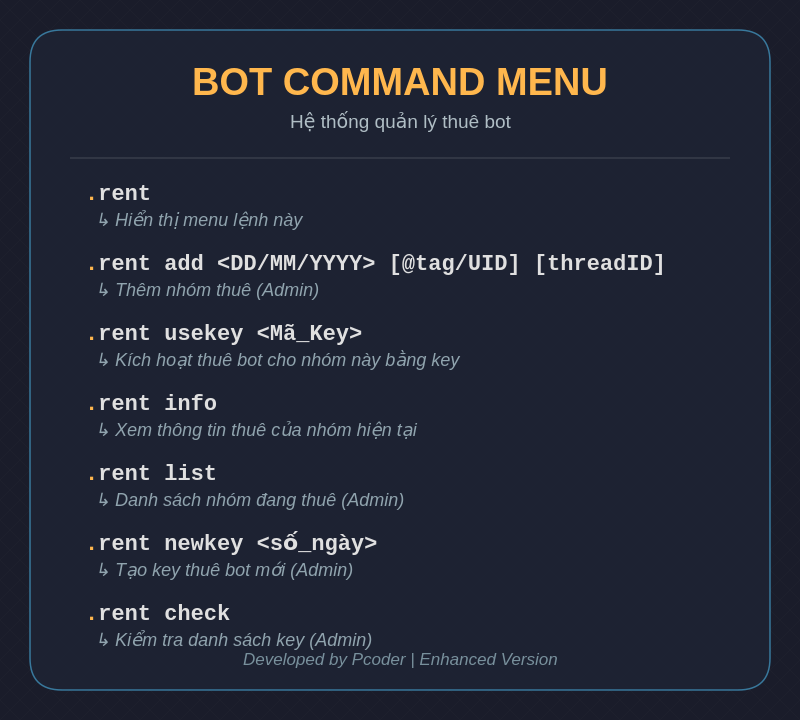 BOT COMMAND MENU
Hệ thống quản lý thuê bot
.rent
↳ Hiển thị menu lệnh này
.rent add <DD/MM/YYYY> [@tag/UID] [threadID]
↳ Thêm nhóm thuê (Admin)
.rent usekey <Mã_Key>
↳ Kích hoạt thuê bot cho nhóm này bằng key
.rent info
↳ Xem thông tin thuê của nhóm hiện tại
.rent list
↳ Danh sách nhóm đang thuê (Admin)
.rent newkey <số_ngày>
↳ Tạo key thuê bot mới (Admin)
.rent check
↳ Kiểm tra danh sách key (Admin)
Developed by Pcoder | Enhanced Version